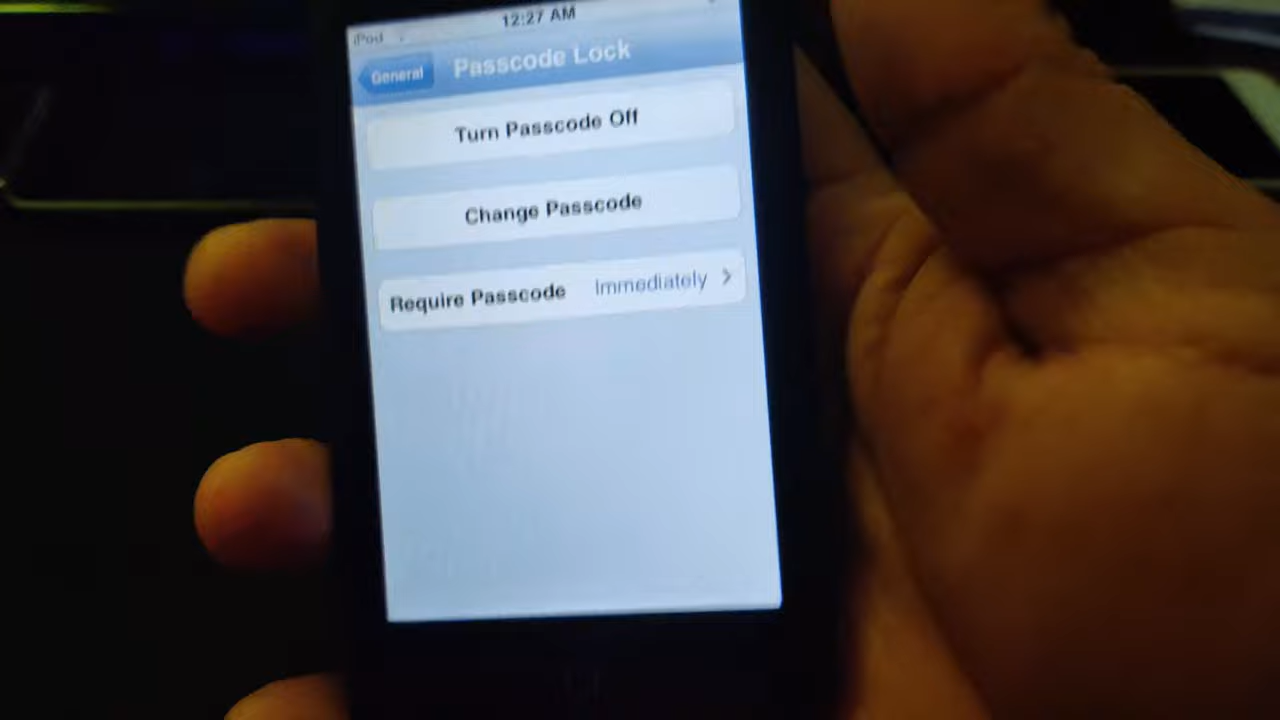 12:27 AM
iPod
General Passcode Lock
Turn Passcode Off
Change Passcode
Require Passcode Immediately